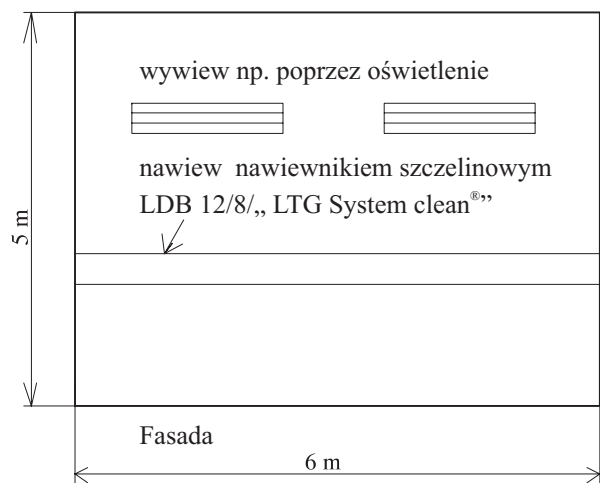 wywiew np. poprzez oświetlenie
nawiew nawiewnikiem szczelinowym
LDB 12/8/„ LTG System clean®”
5 m
Fasada
6 m